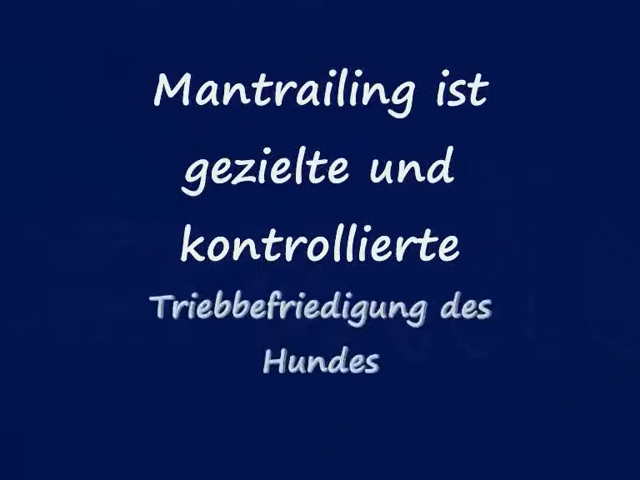 Mantrailing ist
gezielte und
kontrollierte
Triebbefriedigung des
Hundes